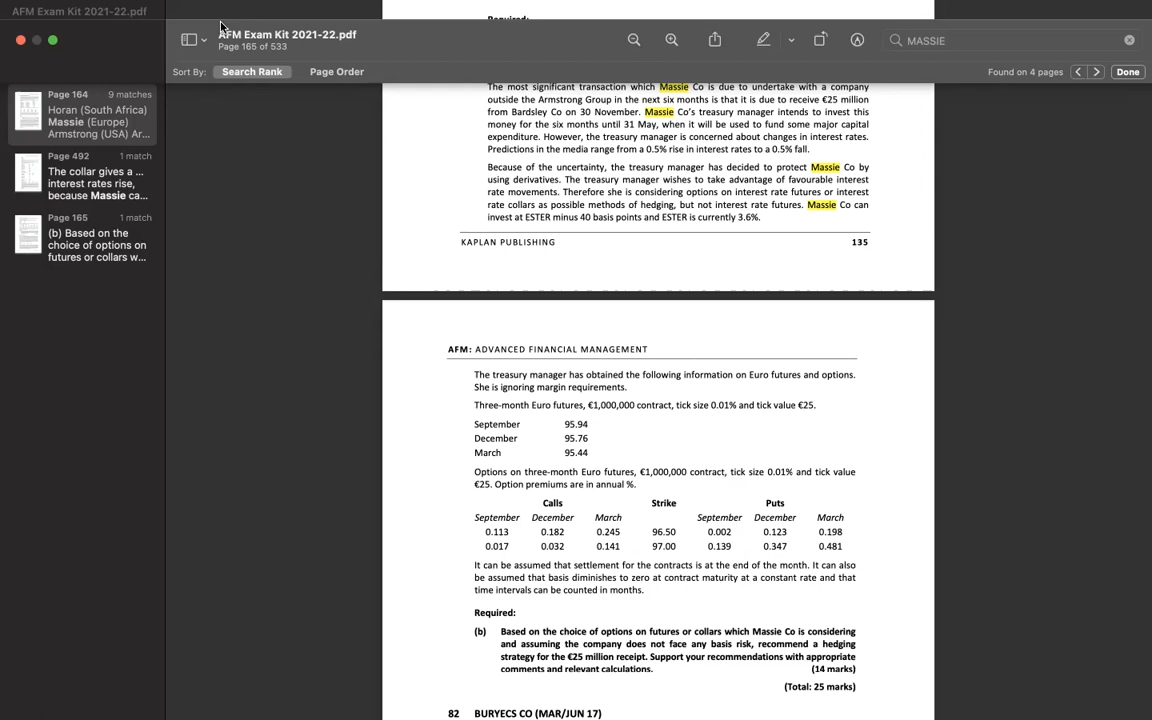 AFM Exam Kit 2021-22.pdf
AFM Exam Kit 2021-22.pdf
Page 165 of 533
MASSIE
Sort By: Search Rank Page Order
Found on 4 pages
Done
Page 164 9 matches
Horan (South Africa)
Massie (Europe)
Armstrong (USA) Ar...
Page 492 1 match
The collar gives a ...
interest rates rise,
because Massie ca...
Page 165 1 match
(b) Based on the
choice of options on
futures or collars w...
Required:
The most significant transaction which Massie Co is due to undertake with a company
outside the Armstrong Group in the next six months is that it is due to receive €25 million
from Bardsley Co on 30 November. Massie Co's treasury manager intends to invest this
money for the six months until 31 May, when it will be used to fund some major capital
expenditure. However, the treasury manager is concerned about changes in interest rates.
Predictions in the media range from a 0.5% rise in interest rates to a 0.5% fall.
Because of the uncertainty, the treasury manager has decided to protect Massie Co by
using derivatives. The treasury manager wishes to take advantage of favourable interest
rate movements. Therefore she is considering options on interest rate futures or interest
rate collars as possible methods of hedging, but not interest rate futures. Massie Co can
invest at ESTER minus 40 basis points and ESTER is currently 3.6%.
KAPLAN PUBLISHING 135
AFM: ADVANCED FINANCIAL MANAGEMENT
The treasury manager has obtained the following information on Euro futures and options.
She is ignoring margin requirements.
Three-month Euro futures, €1,000,000 contract, tick size 0.01% and tick value €25.
September 95.94
December 95.76
March 95.44
Options on three-month Euro futures, €1,000,000 contract, tick size 0.01% and tick value
€25. Option premiums are in annual %.
Calls Strike Puts
September December March September December March
0.113 0.182 0.245 96.50 0.002 0.123 0.198
0.017 0.032 0.141 97.00 0.139 0.347 0.481
It can be assumed that settlement for the contracts is at the end of the month. It can also
be assumed that basis diminishes to zero at contract maturity at a constant rate and that
time intervals can be counted in months.
Required:
(b) Based on the choice of options on futures or collars which Massie Co is considering
and assuming the company does not face any basis risk, recommend a hedging
strategy for the €25 million receipt. Support your recommendations with appropriate
comments and relevant calculations. (14 marks)
(Total: 25 marks)
82 BURYECS CO (MAR/JUN 17)